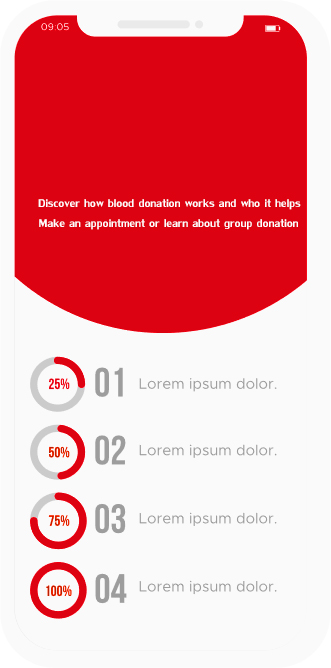 09:05
Discover how blood donation works and who it helps
Make an appointment or learn about group donation
25% 01 Lorem ipsum dolor.
50% 02 Lorem ipsum dolor.
75% 03 Lorem ipsum dolor.
100% 04 Lorem ipsum dolor.